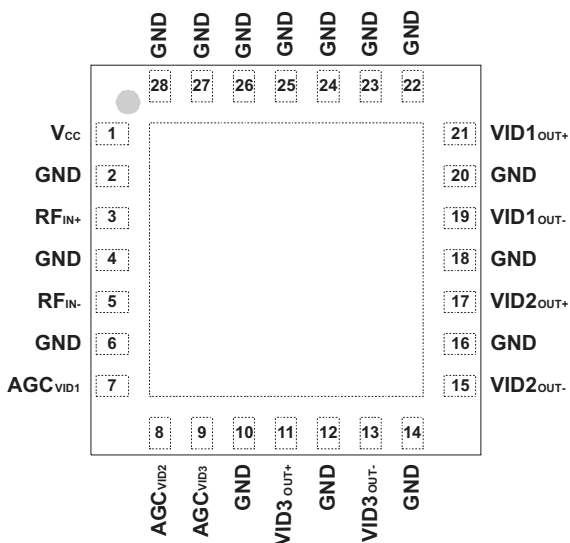 GND GND GND GND GND GND GND
28 27 26 25 24 23 22
Vcc 1 21 VID1OUT+
GND 2 20 GND
RFIN+ 3 19 VID1OUT-
GND 4 18 GND
RFIN- 5 17 VID2OUT+
GND 6 16 GND
AGCVID1 7 15 VID2OUT-
8 9 10 11 12 13 14
AGCVID2 AGCVID3 GND VID3OUT+ GND VID3OUT- GND